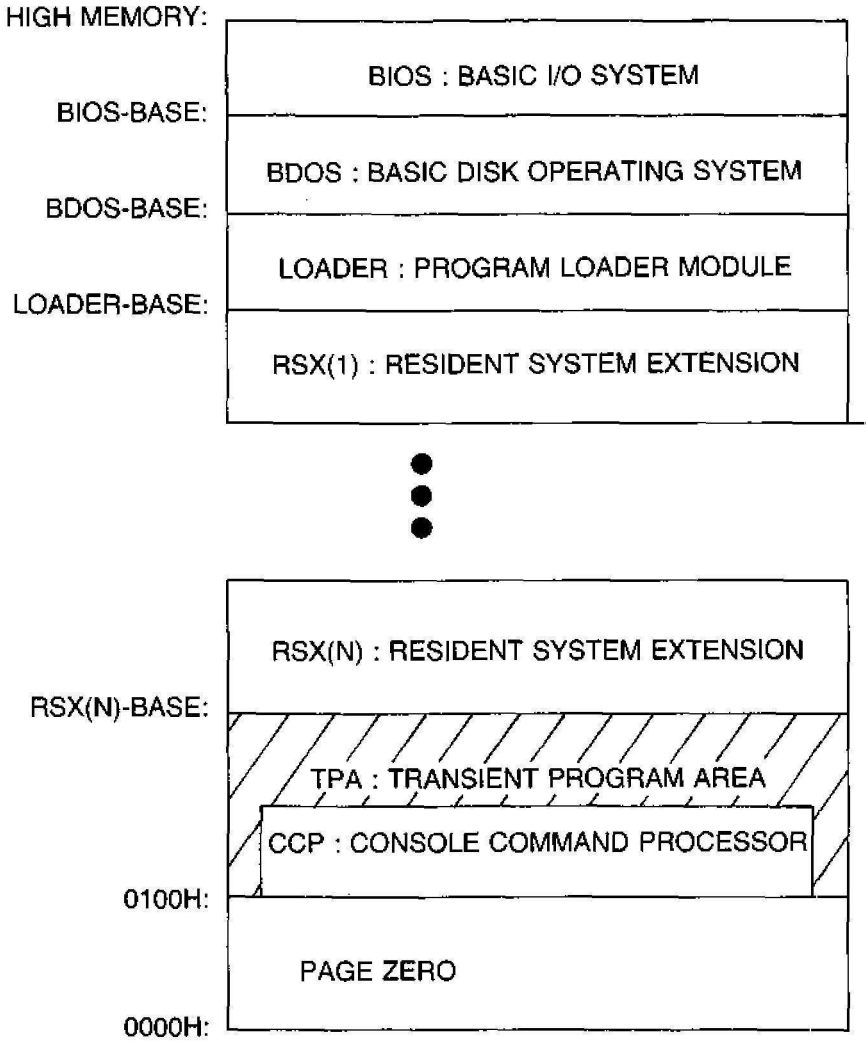 HIGH MEMORY:
BIOS : BASIC I/O SYSTEM
BIOS-BASE:
BDOS : BASIC DISK OPERATING SYSTEM
BDOS-BASE:
LOADER : PROGRAM LOADER MODULE
LOADER-BASE:
RSX(1) : RESIDENT SYSTEM EXTENSION
RSX(N) : RESIDENT SYSTEM EXTENSION
RSX(N)-BASE:
TPA : TRANSIENT PROGRAM AREA
CCP : CONSOLE COMMAND PROCESSOR
0100H:
PAGE ZERO
0000H: